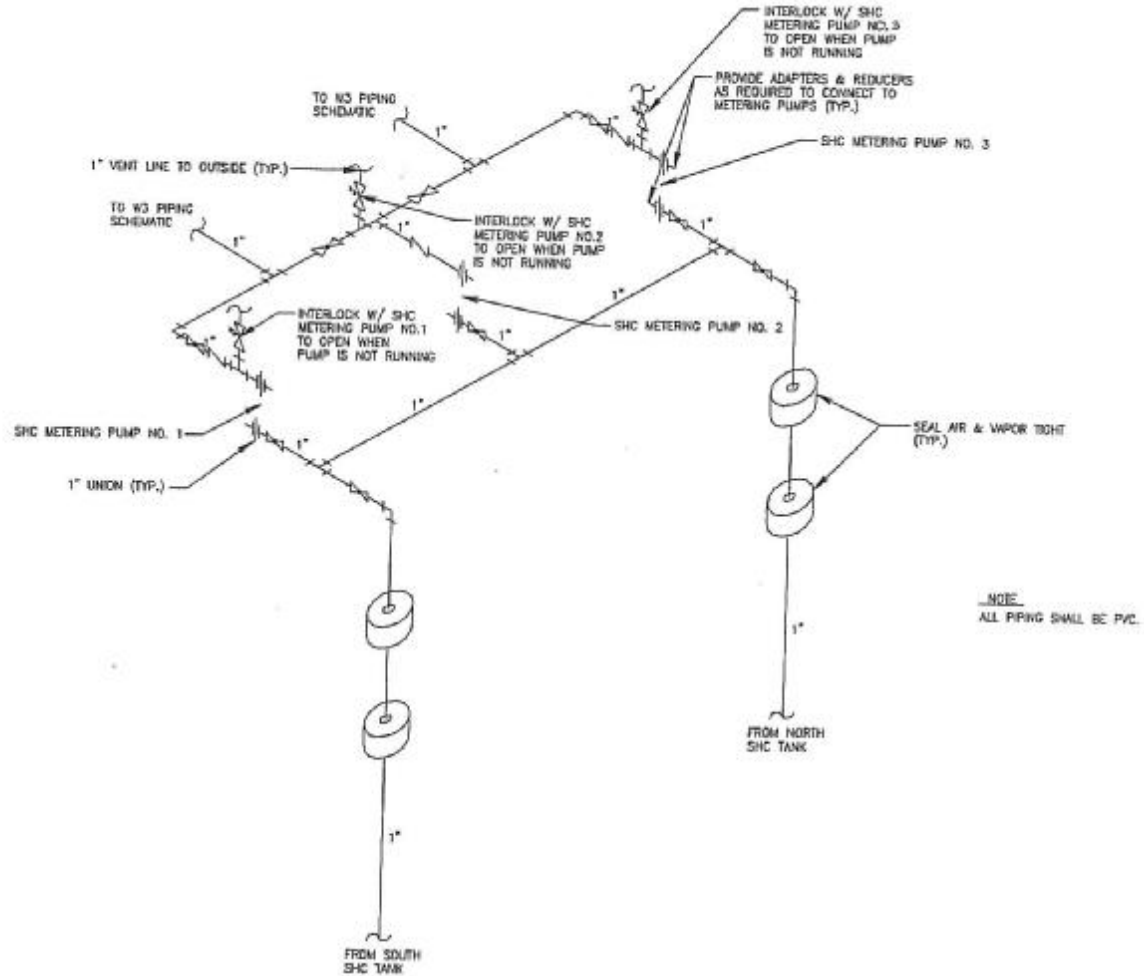 INTERLOCK W/ SHC
METERING PUMP NO. 3
TO OPEN WHEN PUMP
IS NOT RUNNING
PROVIDE ADAPTERS & REDUCERS
AS REQUIRED TO CONNECT TO
METERING PUMPS (TYP.)
TO W3 PIPING
SCHEMATIC
1"
1"
SHC METERING PUMP NO. 3
1" VENT LINE TO OUTSIDE (TYP.)
1"
TO W3 PIPING
SCHEMATIC
1"
INTERLOCK W/ SHC
METERING PUMP NO.2
TO OPEN WHEN PUMP
IS NOT RUNNING
1"
1"
1"
INTERLOCK W/ SHC
METERING PUMP NO.1
TO OPEN WHEN
PUMP IS NOT RUNNING
1"
SHC METERING PUMP NO. 2
1"
1"
SHC METERING PUMP NO. 1
SEAL AIR & VAPOR TIGHT
(TYP.)
1"
1" UNION (TYP.)
NOTE
ALL PIPING SHALL BE PVC.
1"
FROM NORTH
SHC TANK
1"
FROM SOUTH
SHC TANK